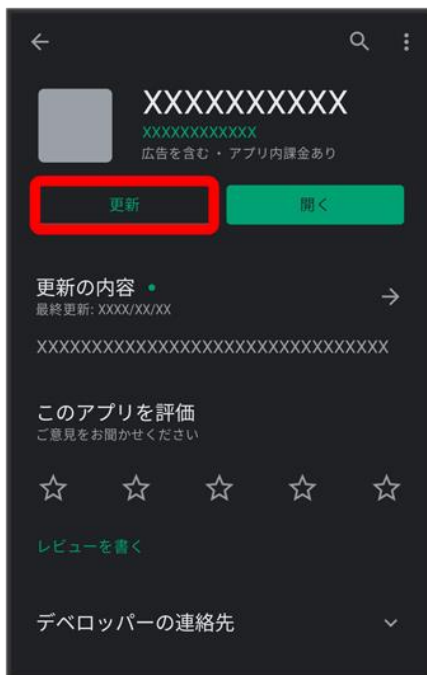 XXXXXXXXXX
XXXXXXXXXXXX
広告を含む・アプリ内課金あり
更新
開く
更新の内容
最終更新: XXXX/XX/XX
XXXXXXXXXXXXXXXXXXXXXXXXXXXXXXXX
このアプリを評価
ご意見をお聞かせください
レビューを書く
デベロッパーの連絡先